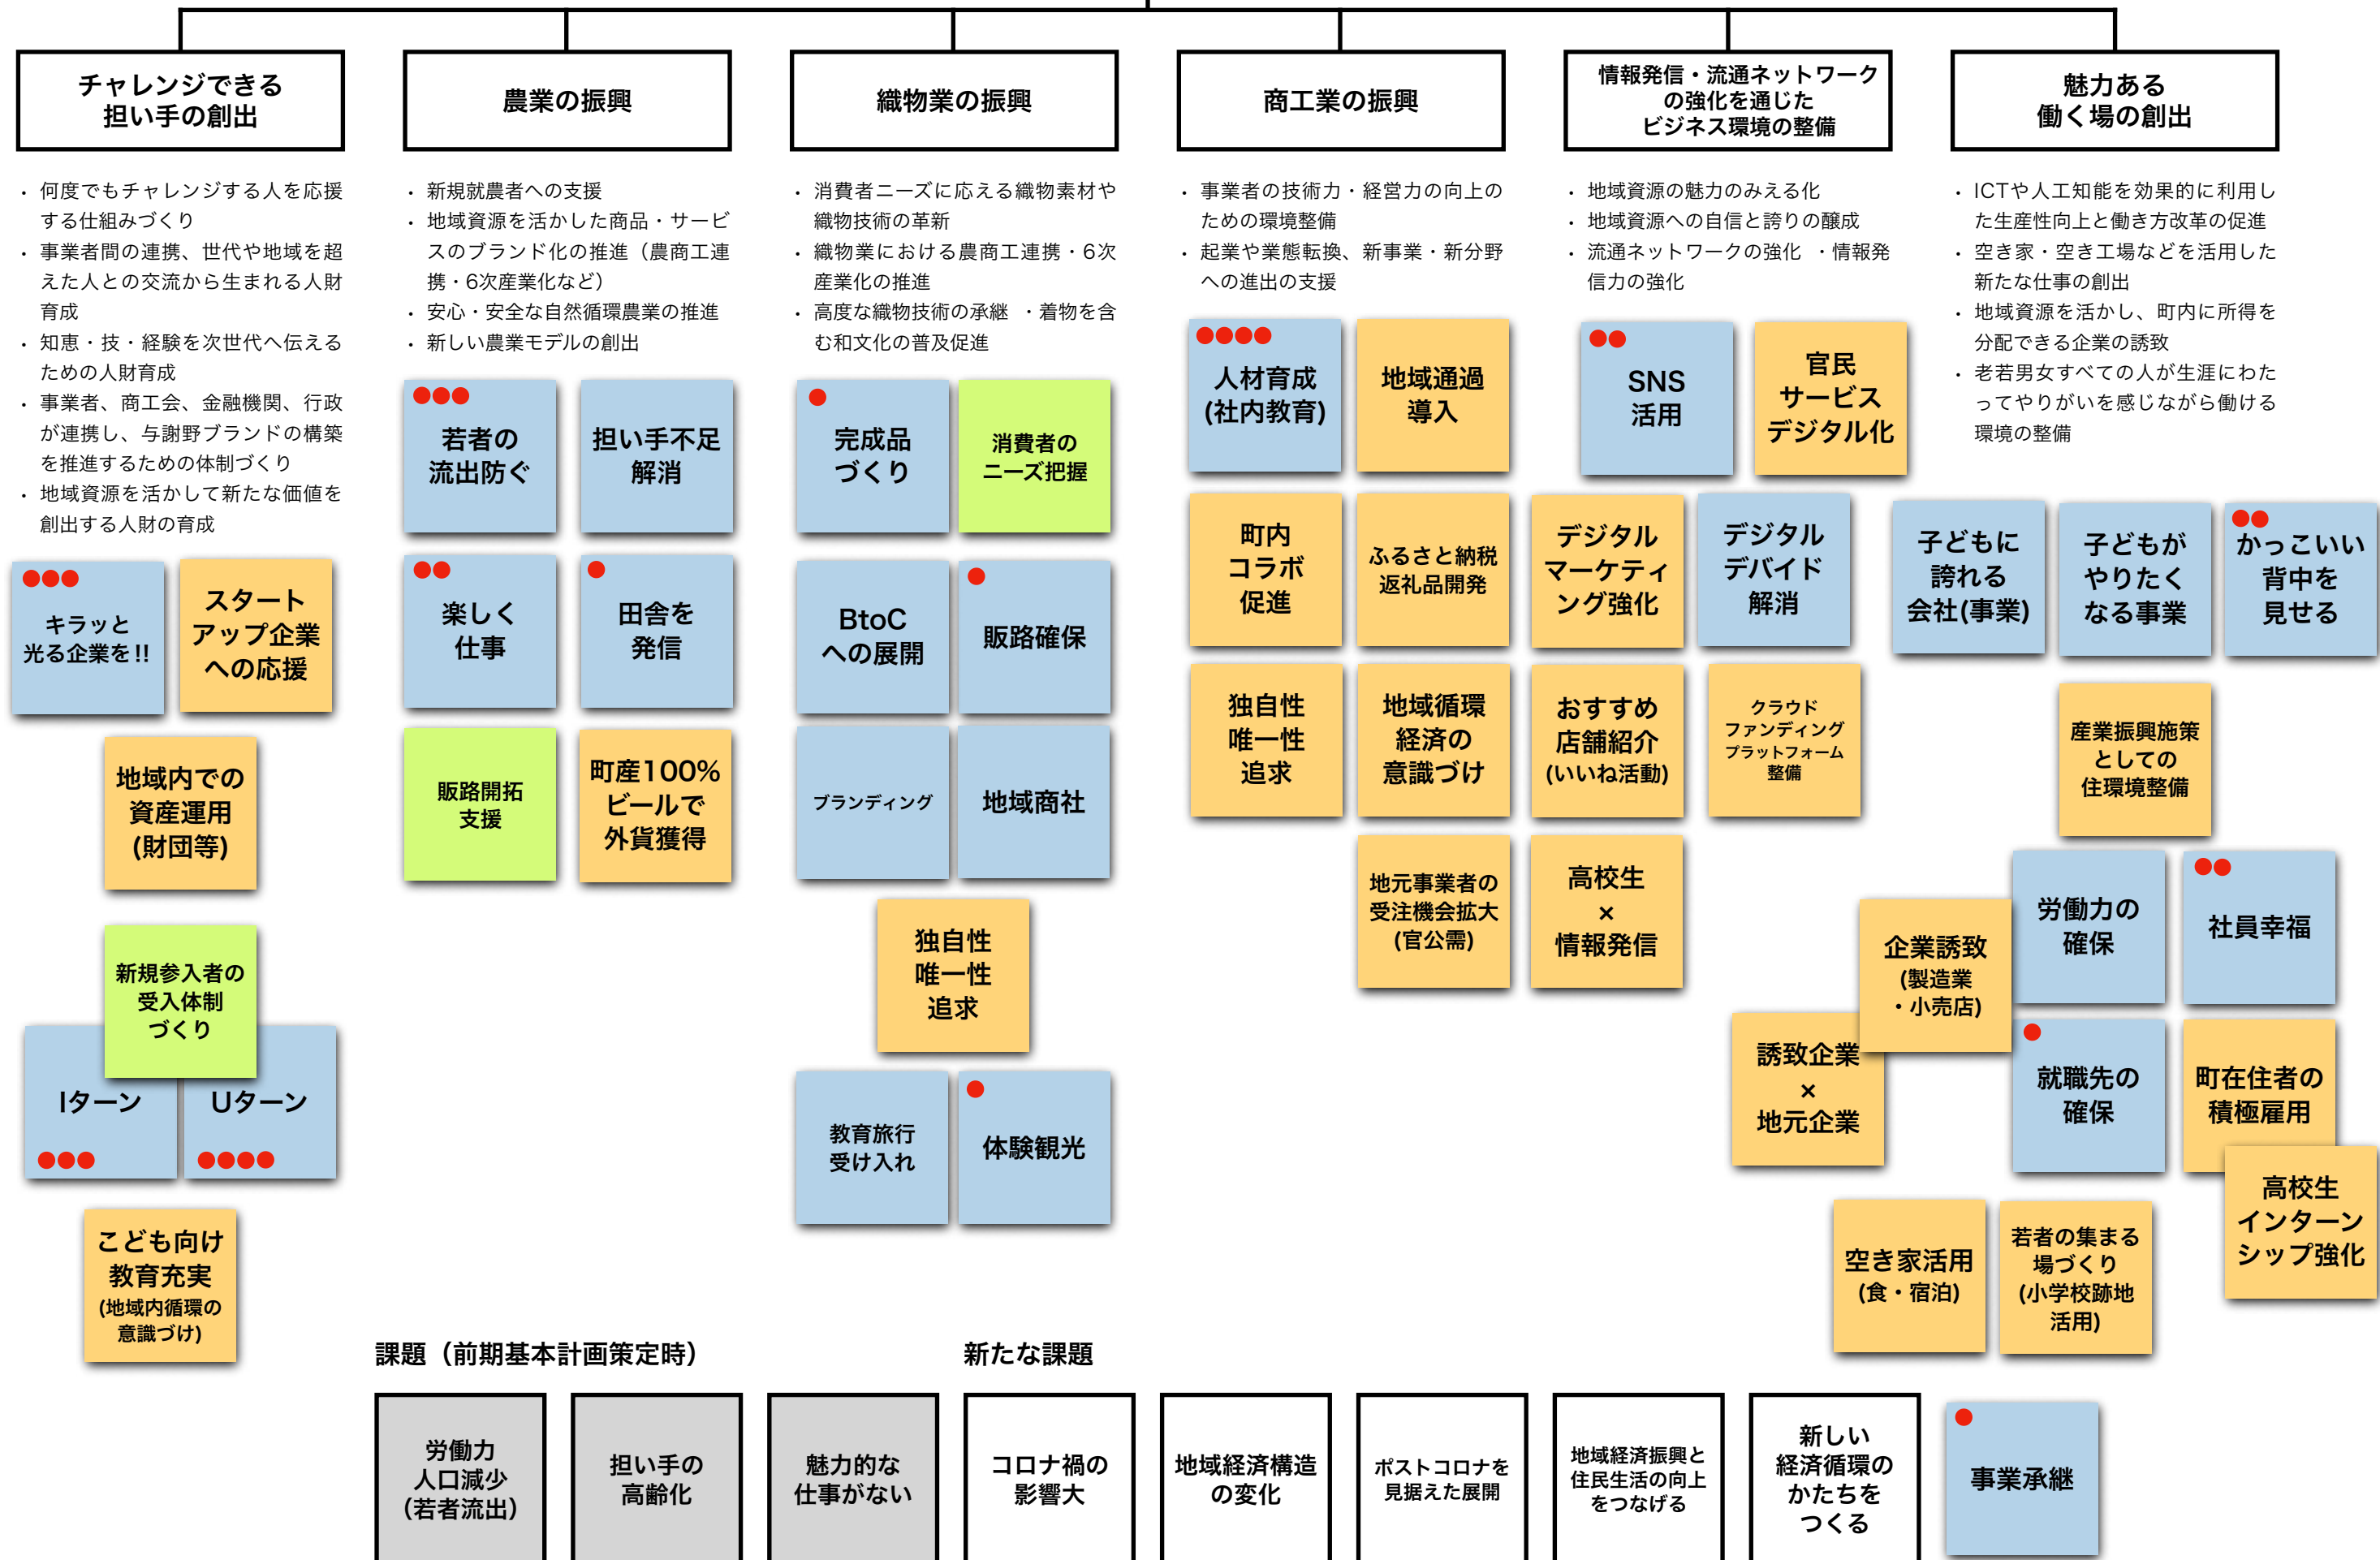 チャレンジできる
担い手の創出
・何度でもチャレンジする人を応援
する仕組みづくり
・事業者間の連携、世代や地域を超
えた人との交流から生まれる人財
育成
・知恵・技・経験を次世代へ伝える
ための人財育成
・事業者、商工会、金融機関、行政
が連携し、与謝野ブランドの構築
を推進するための体制づくり
・地域資源を活かして新たな価値を
創出する人財の育成
キラッと
光る企業を!!
スタート
アップ企業
への応援
地域内での
資産運用
(財団等)
新規参入者の
受入体制
づくり
Iターン
Uターン
こども向け
教育充実
(地域内循環の
意識づけ)
農業の振興
・新規就農者への支援
・地域資源を活かした商品・サービ
スのブランド化の推進（農商工連
携・6次産業化など）
・安心・安全な自然循環農業の推進
・新しい農業モデルの創出
若者の
流出防ぐ
担い手不足
解消
楽しく
仕事
田舎を
発信
販路開拓
支援
町産100%
ビールで
外貨獲得
織物業の振興
・消費者ニーズに応える織物素材や
織物技術の革新
・織物業における農商工連携・6次
産業化の推進
・高度な織物技術の承継 ・着物を含
む和文化の普及促進
完成品
づくり
消費者の
ニーズ把握
BtoC
への展開
販路確保
ブランディング
地域商社
独自性
唯一性
追求
教育旅行
受け入れ
体験観光
商工業の振興
・事業者の技術力・経営力の向上の
ための環境整備
・起業や業態転換、新事業・新分野
への進出の支援
人材育成
(社内教育)
地域通過
導入
町内
コラボ
促進
ふるさと納税
返礼品開発
独自性
唯一性
追求
地域循環
経済の
意識づけ
地元事業者の
受注機会拡大
(官公需)
情報発信・流通ネットワーク
の強化を通じた
ビジネス環境の整備
・地域資源の魅力のみえる化
・地域資源への自信と誇りの醸成
・流通ネットワークの強化 ・情報発
信力の強化
SNS
活用
官民
サービス
デジタル化
デジタル
マーケティ
ング強化
デジタル
デバイド
解消
おすすめ
店舗紹介
(いいね活動)
クラウド
ファンディング
プラットフォーム
整備
高校生
×
情報発信
魅力ある
働く場の創出
・ICTや人工知能を効果的に利用し
た生産性向上と働き方改革の促進
・空き家・空き工場などを活用した
新たな仕事の創出
・地域資源を活かし、町内に所得を
分配できる企業の誘致
・老若男女すべての人が生涯にわた
ってやりがいを感じながら働ける
環境の整備
子どもに
誇れる
会社(事業)
子どもが
やりたく
なる事業
かっこいい
背中を
見せる
産業振興施策
としての
住環境整備
労働力の
確保
社員幸福
企業誘致
(製造業
・小売店)
誘致企業
×
地元企業
就職先の
確保
町在住者の
積極雇用
高校生
インターン
シップ強化
空き家活用
(食・宿泊)
若者の集まる
場づくり
(小学校跡地
活用)
課題（前期基本計画策定時）
労働力
人口減少
（若者流出）
担い手の
高齢化
魅力的な
仕事がない
新たな課題
コロナ禍の
影響大
地域経済構造
の変化
ポストコロナを
見据えた展開
地域経済振興と
住民生活の向上
をつなげる
新しい
経済循環の
かたちを
つくる
事業承継